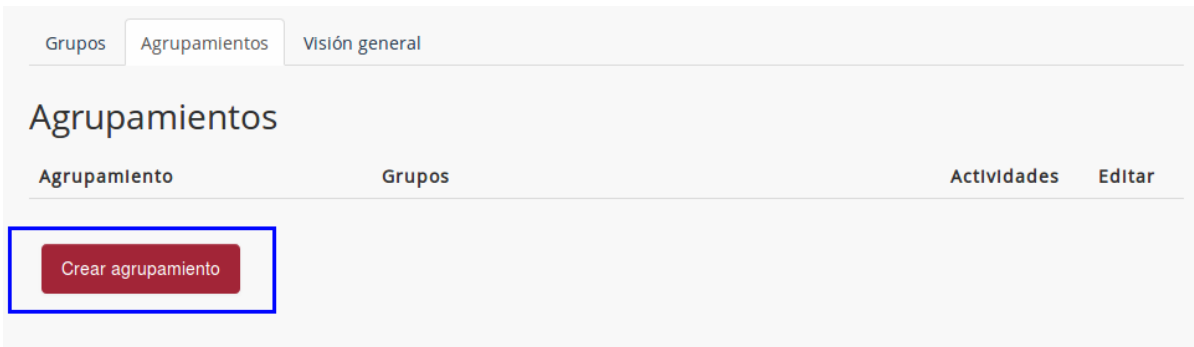 Grupos Agrupamientos Visión general
Agrupamientos
Agrupamiento Grupos Actividades Editar
Crear agrupamiento